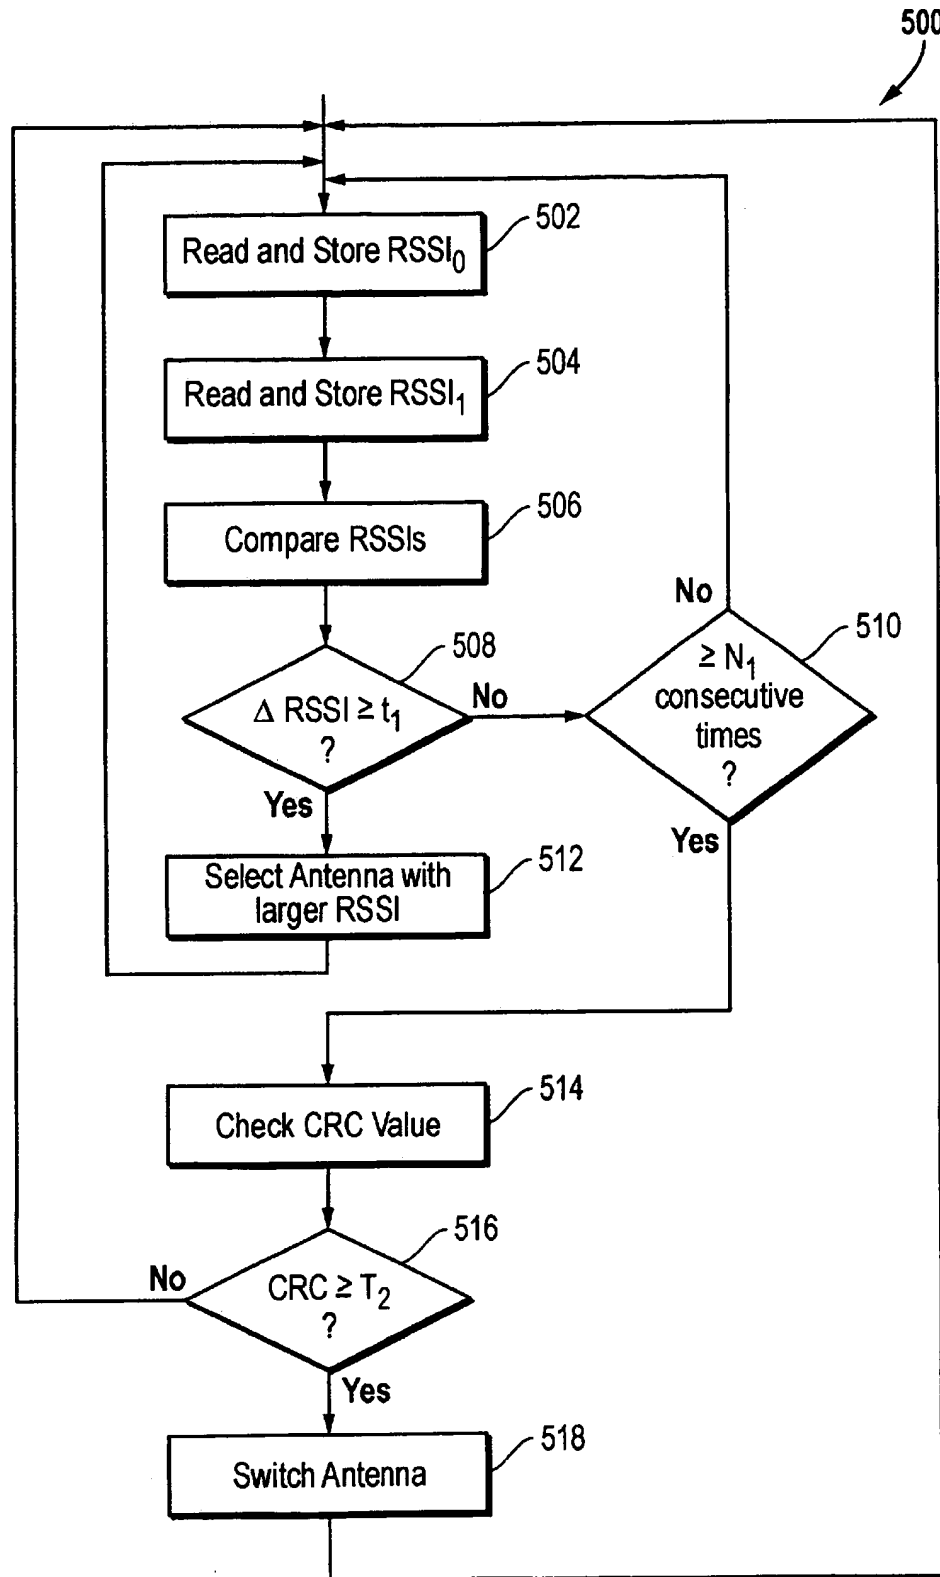 500
502
Read and Store RSSI₀
504
Read and Store RSSI₁
506
Compare RSSIs
No
508
510
≥ N₁
consecutive
times
?
Δ RSSI ≥ t₁
?
No
Yes
Yes
512
Select Antenna with
larger RSSI
514
Check CRC Value
516
No
CRC ≥ T₂
?
Yes
518
Switch Antenna